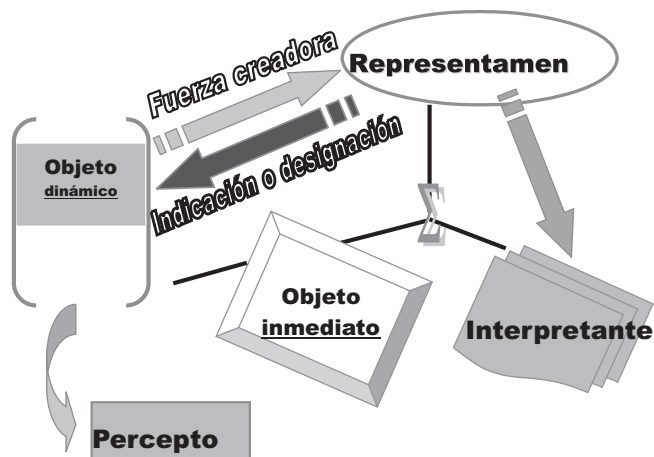 Fuerza creadora
Representamen
Indicación o designación
Objeto
dinámico
Σ
Objeto
inmediato
Interpretante
Percepto